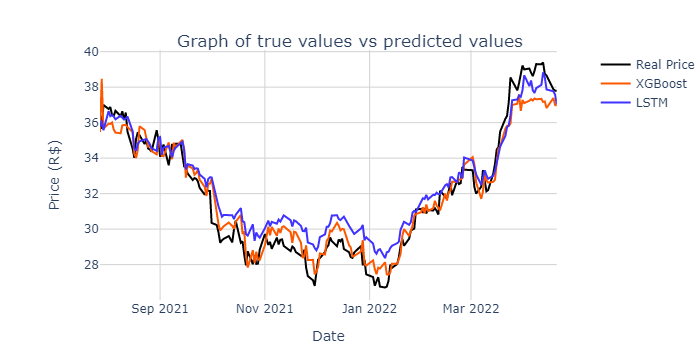 Graph of true values vs predicted values
Real Price
XGBoost
LSTM
Price (R$)
40
38
36
34
32
30
28
Sep 2021
Nov 2021
Jan 2022
Mar 2022
Date